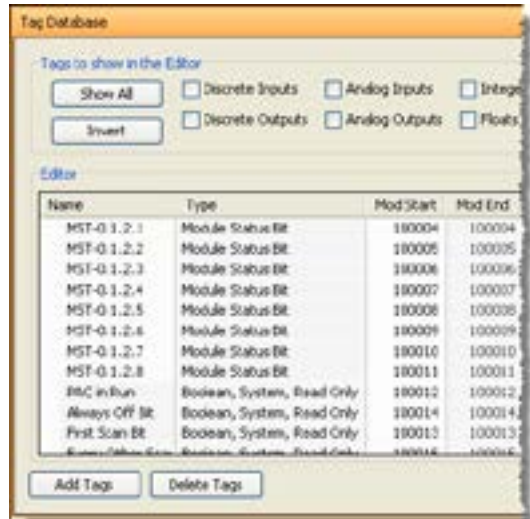 Tag Database
Tags to show in the Editor
Show All
Discrete Inputs
Analog Inputs
Intege
Invert
Discrete Outputs
Analog Outputs
Floats
Editor
Name Type Mod Start Mod End
MST-0.1.2.1 Module Status Bit 100004 100004
MST-0.1.2.2 Module Status Bit 100005 100005
MST-0.1.2.3 Module Status Bit 100006 100006
MST-0.1.2.4 Module Status Bit 100007 100007
MST-0.1.2.5 Module Status Bit 100008 100008
MST-0.1.2.6 Module Status Bit 100009 100009
MST-0.1.2.7 Module Status Bit 100010 100010
MST-0.1.2.8 Module Status Bit 100011 100011
PAC in Run Boolean, System, Read Only 100012 100012
Always Off Bit Boolean, System, Read Only 100014 100014
First Scan Bit Boolean, System, Read Only 100013 100013
Add Tags
Delete Tags